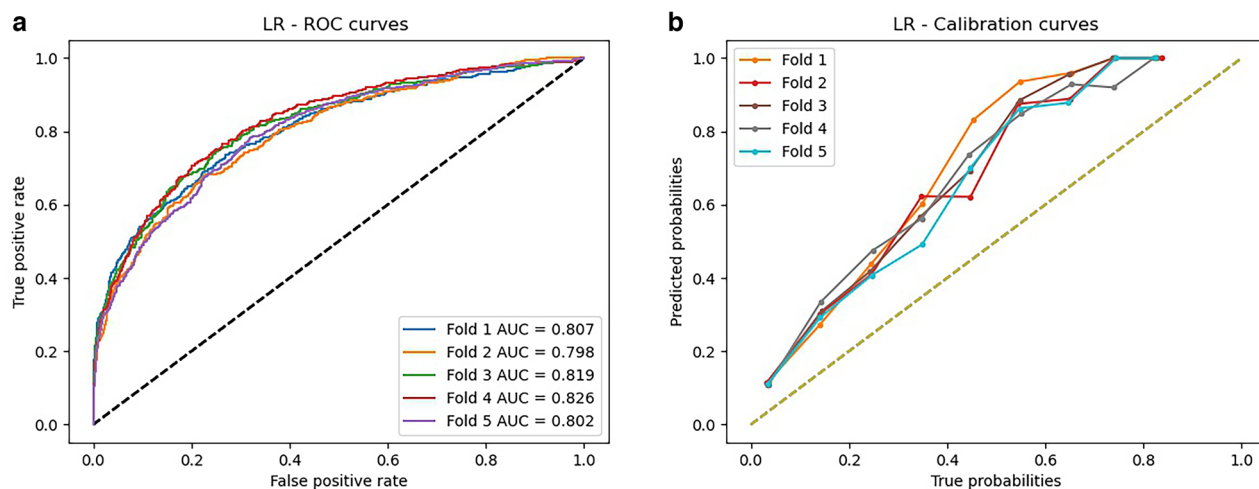 a
LR - ROC curves
1.0
0.8
0.6
0.4
0.2
0.0
True positive rate
Fold 1 AUC = 0.807
Fold 2 AUC = 0.798
Fold 3 AUC = 0.819
Fold 4 AUC = 0.826
Fold 5 AUC = 0.802
0.0 0.2 0.4 0.6 0.8 1.0
False positive rate
b
LR - Calibration curves
1.0
0.8
0.6
0.4
0.2
0.0
Predicted probabilities
Fold 1
Fold 2
Fold 3
Fold 4
Fold 5
0.0 0.2 0.4 0.6 0.8 1.0
True probabilities